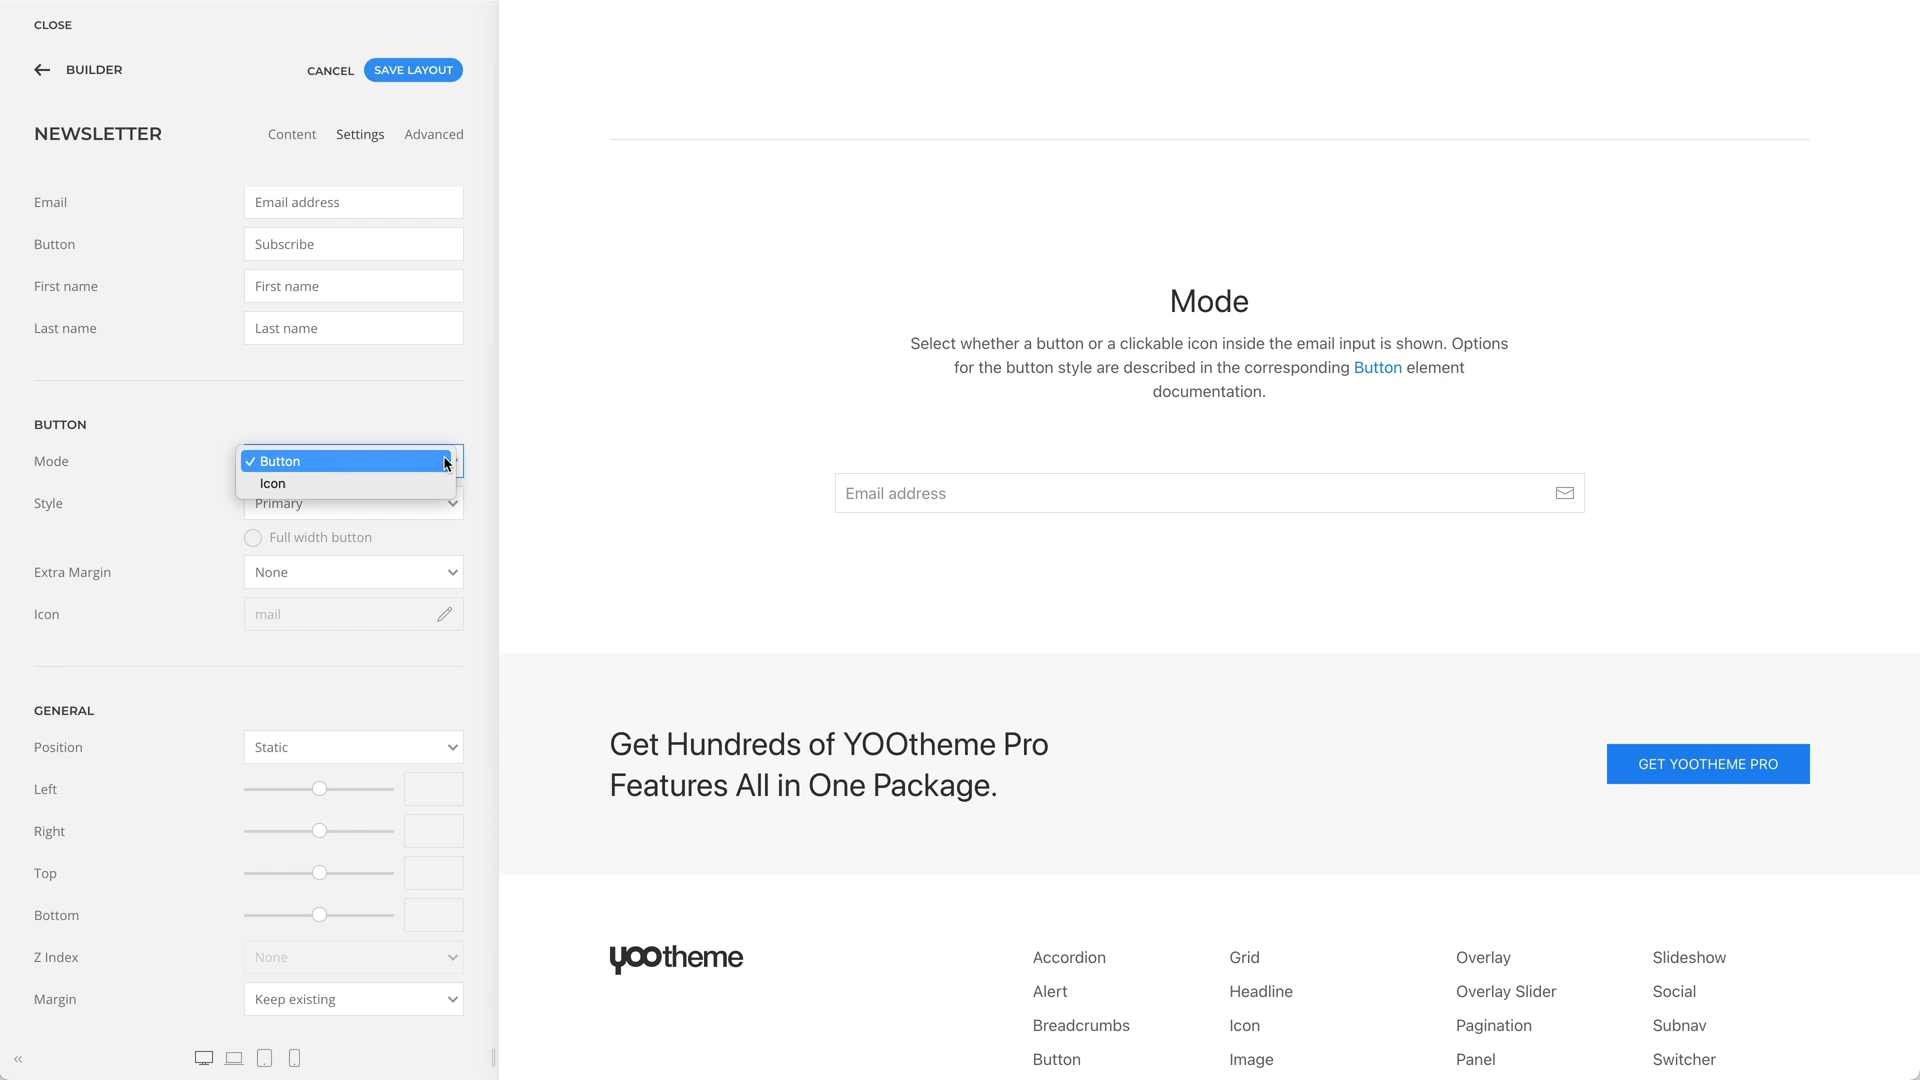 CLOSE
BUILDER
CANCEL
SAVE LAYOUT
NEWSLETTER
Content
Settings
Advanced
Email
Email address
Button
Subscribe
First name
First name
Last name
Last name
BUTTON
Mode
Button
Icon
Style
Primary
Full width button
Extra Margin
None
Icon
mail
GENERAL
Position
Static
Left
Right
Top
Bottom
Z Index
None
Margin
Keep existing
Mode
Select whether a button or a clickable icon inside the email input is shown. Options
for the button style are described in the corresponding Button element
documentation.
Email address
Get Hundreds of YOOtheme Pro
Features All in One Package.
GET YOOTHEME PRO
yootheme
Accordion
Alert
Breadcrumbs
Button
Grid
Headline
Icon
Image
Overlay
Overlay Slider
Pagination
Panel
Slideshow
Social
Subnav
Switcher